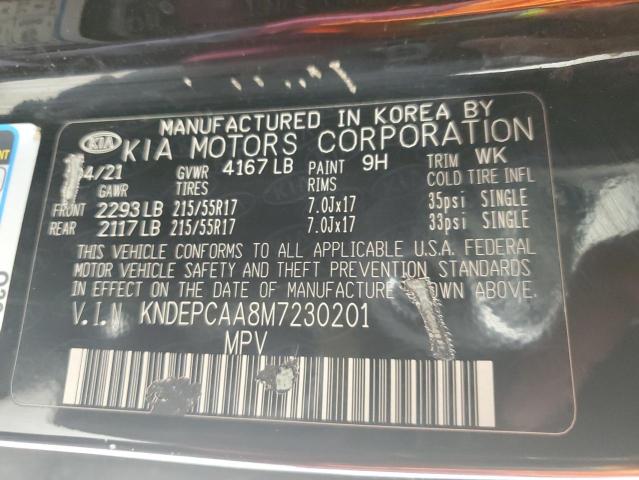 MANUFACTURED IN KOREA BY
KIA KIA MOTORS CORPORATION
04/21 GVWR 4167 LB PAINT 9H TRIM WK
GAWR TIRES RIMS COLD TIRE INFL
FRONT 2293 LB 215/55R17 7.0Jx17 35psi SINGLE
REAR 2117 LB 215/55R17 7.0Jx17 33psi SINGLE
THIS VEHICLE CONFORMS TO ALL APPLICABLE U.S.A. FEDERAL
MOTOR VEHICLE SAFETY AND THEFT PREVENTION STANDARDS
IN EFFECT ON THE DATE OF MANUFACTURE SHOWN ABOVE.
V.I.N KNDEPCAA8M7230201
MPV